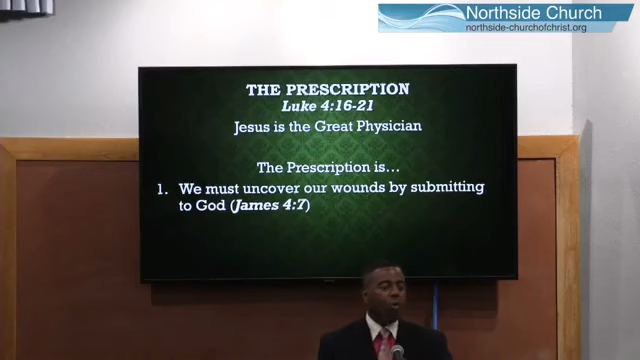 Northside Church
northside-churchofchrist.org
THE PRESCRIPTION
Luke 4:16-21
Jesus is the Great Physician
The Prescription is...
1. We must uncover our wounds by submitting
to God (James 4:7)